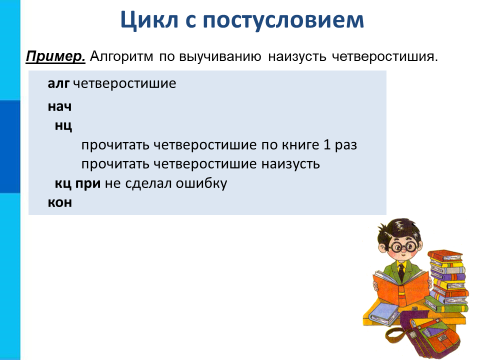 Цикл с постусловием
Пример. Алгоритм по выучиванию наизусть четверостишия.
алг четверостишие
нач
нц
прочитать четверостишие по книге 1 раз
прочитать четверостишие наизусть
кц при не сделал ошибку
кон